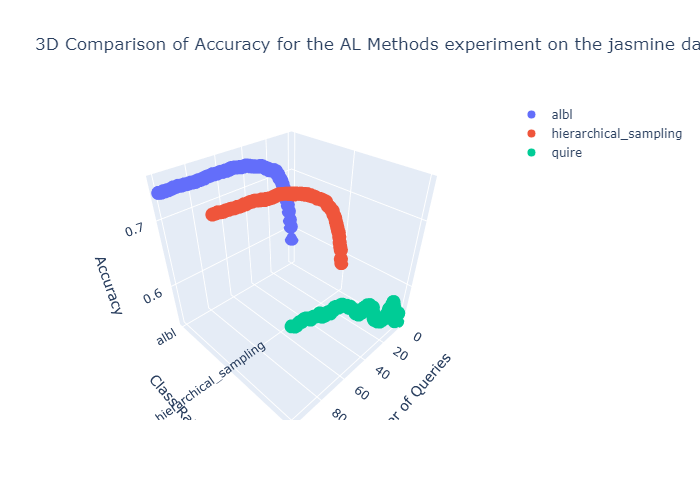 3D Comparison of Accuracy for the AL Methods experiment on the jasmine da
albl
hierarchical_sampling
quire
0.7
0.6
Accuracy
albl
hierarchical_sampling
0
20
40
60
80
er of Queries